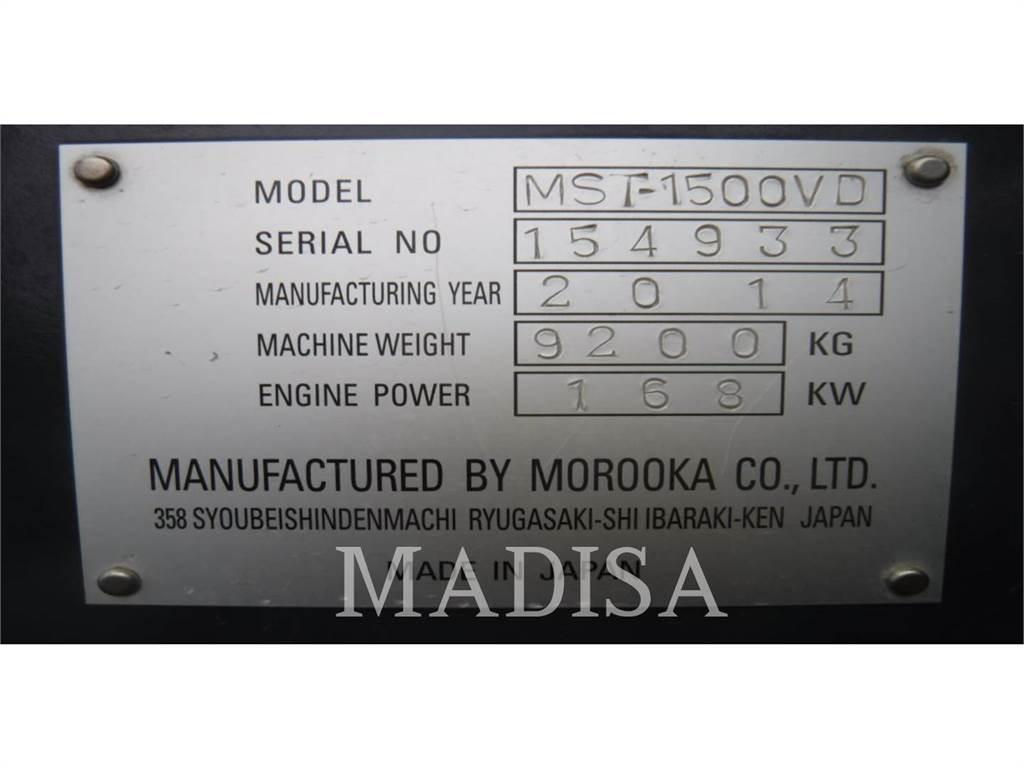 MODEL MST-1500VD
SERIAL NO 154933
MANUFACTURING YEAR 2014
MACHINE WEIGHT 9200 KG
ENGINE POWER 168 KW
MANUFACTURED BY MOROOKA CO., LTD.
358 SYOUBEISHINDENMACHI RYUGASAKI-SHI IBARAKI-KEN JAPAN
MADE IN JAPAN
MADISA